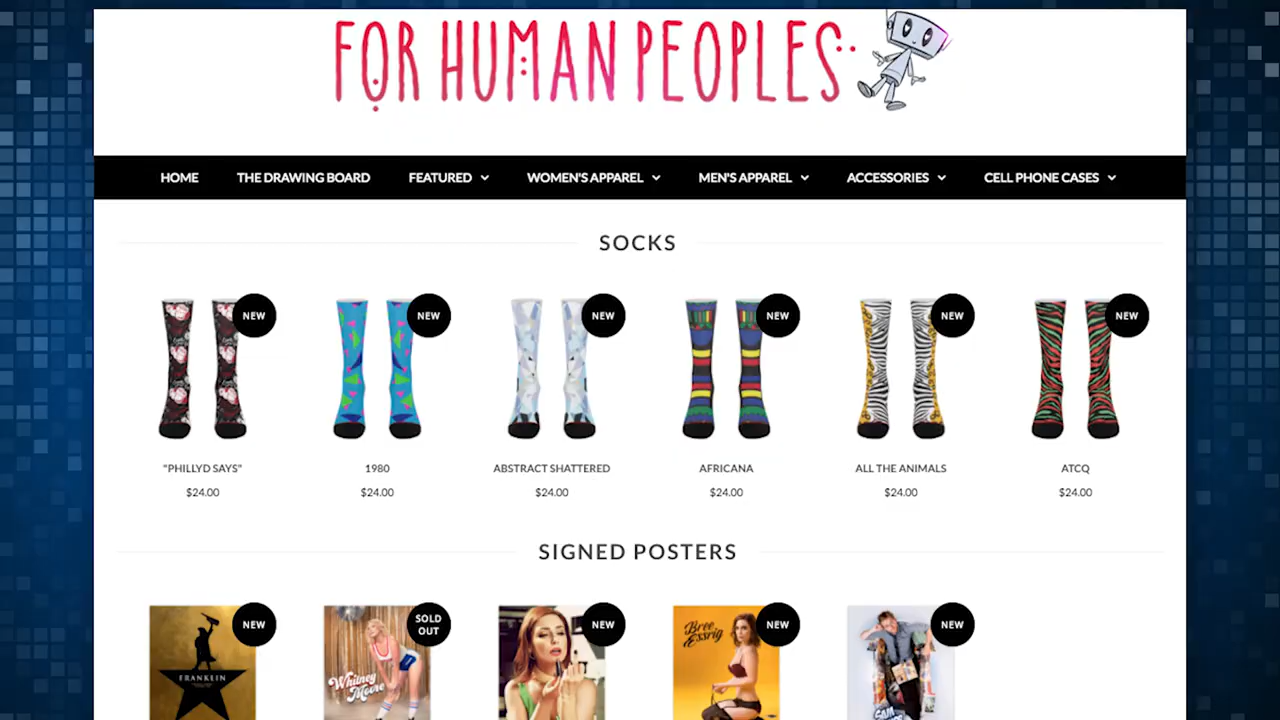 FOR HUMAN PEOPLES
HOME THE DRAWING BOARD FEATURED WOMEN'S APPAREL MEN'S APPAREL ACCESSORIES CELL PHONE CASES
SOCKS
NEW NEW NEW NEW NEW NEW
"PHILLYD SAYS" 1980 ABSTRACT SHATTERED AFRICANA ALL THE ANIMALS ATCQ
$24.00 $24.00 $24.00 $24.00 $24.00 $24.00
SIGNED POSTERS
NEW SOLD OUT NEW NEW NEW
FRANKLIN
Whitney Moore
Bree Essrig
SAM